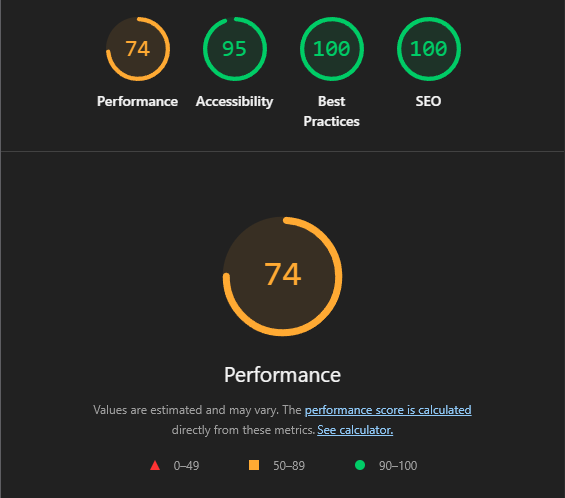 74 95 100 100
Performance Accessibility Best Practices SEO
74
Performance
Values are estimated and may vary. The performance score is calculated
directly from these metrics. See calculator.
0–49 50–89 90–100